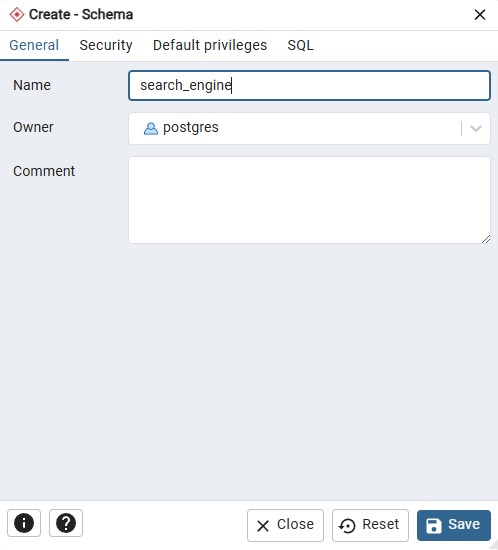 Create - Schema
General Security Default privileges SQL
Name search_engine
Owner postgres
Comment
Close Reset Save